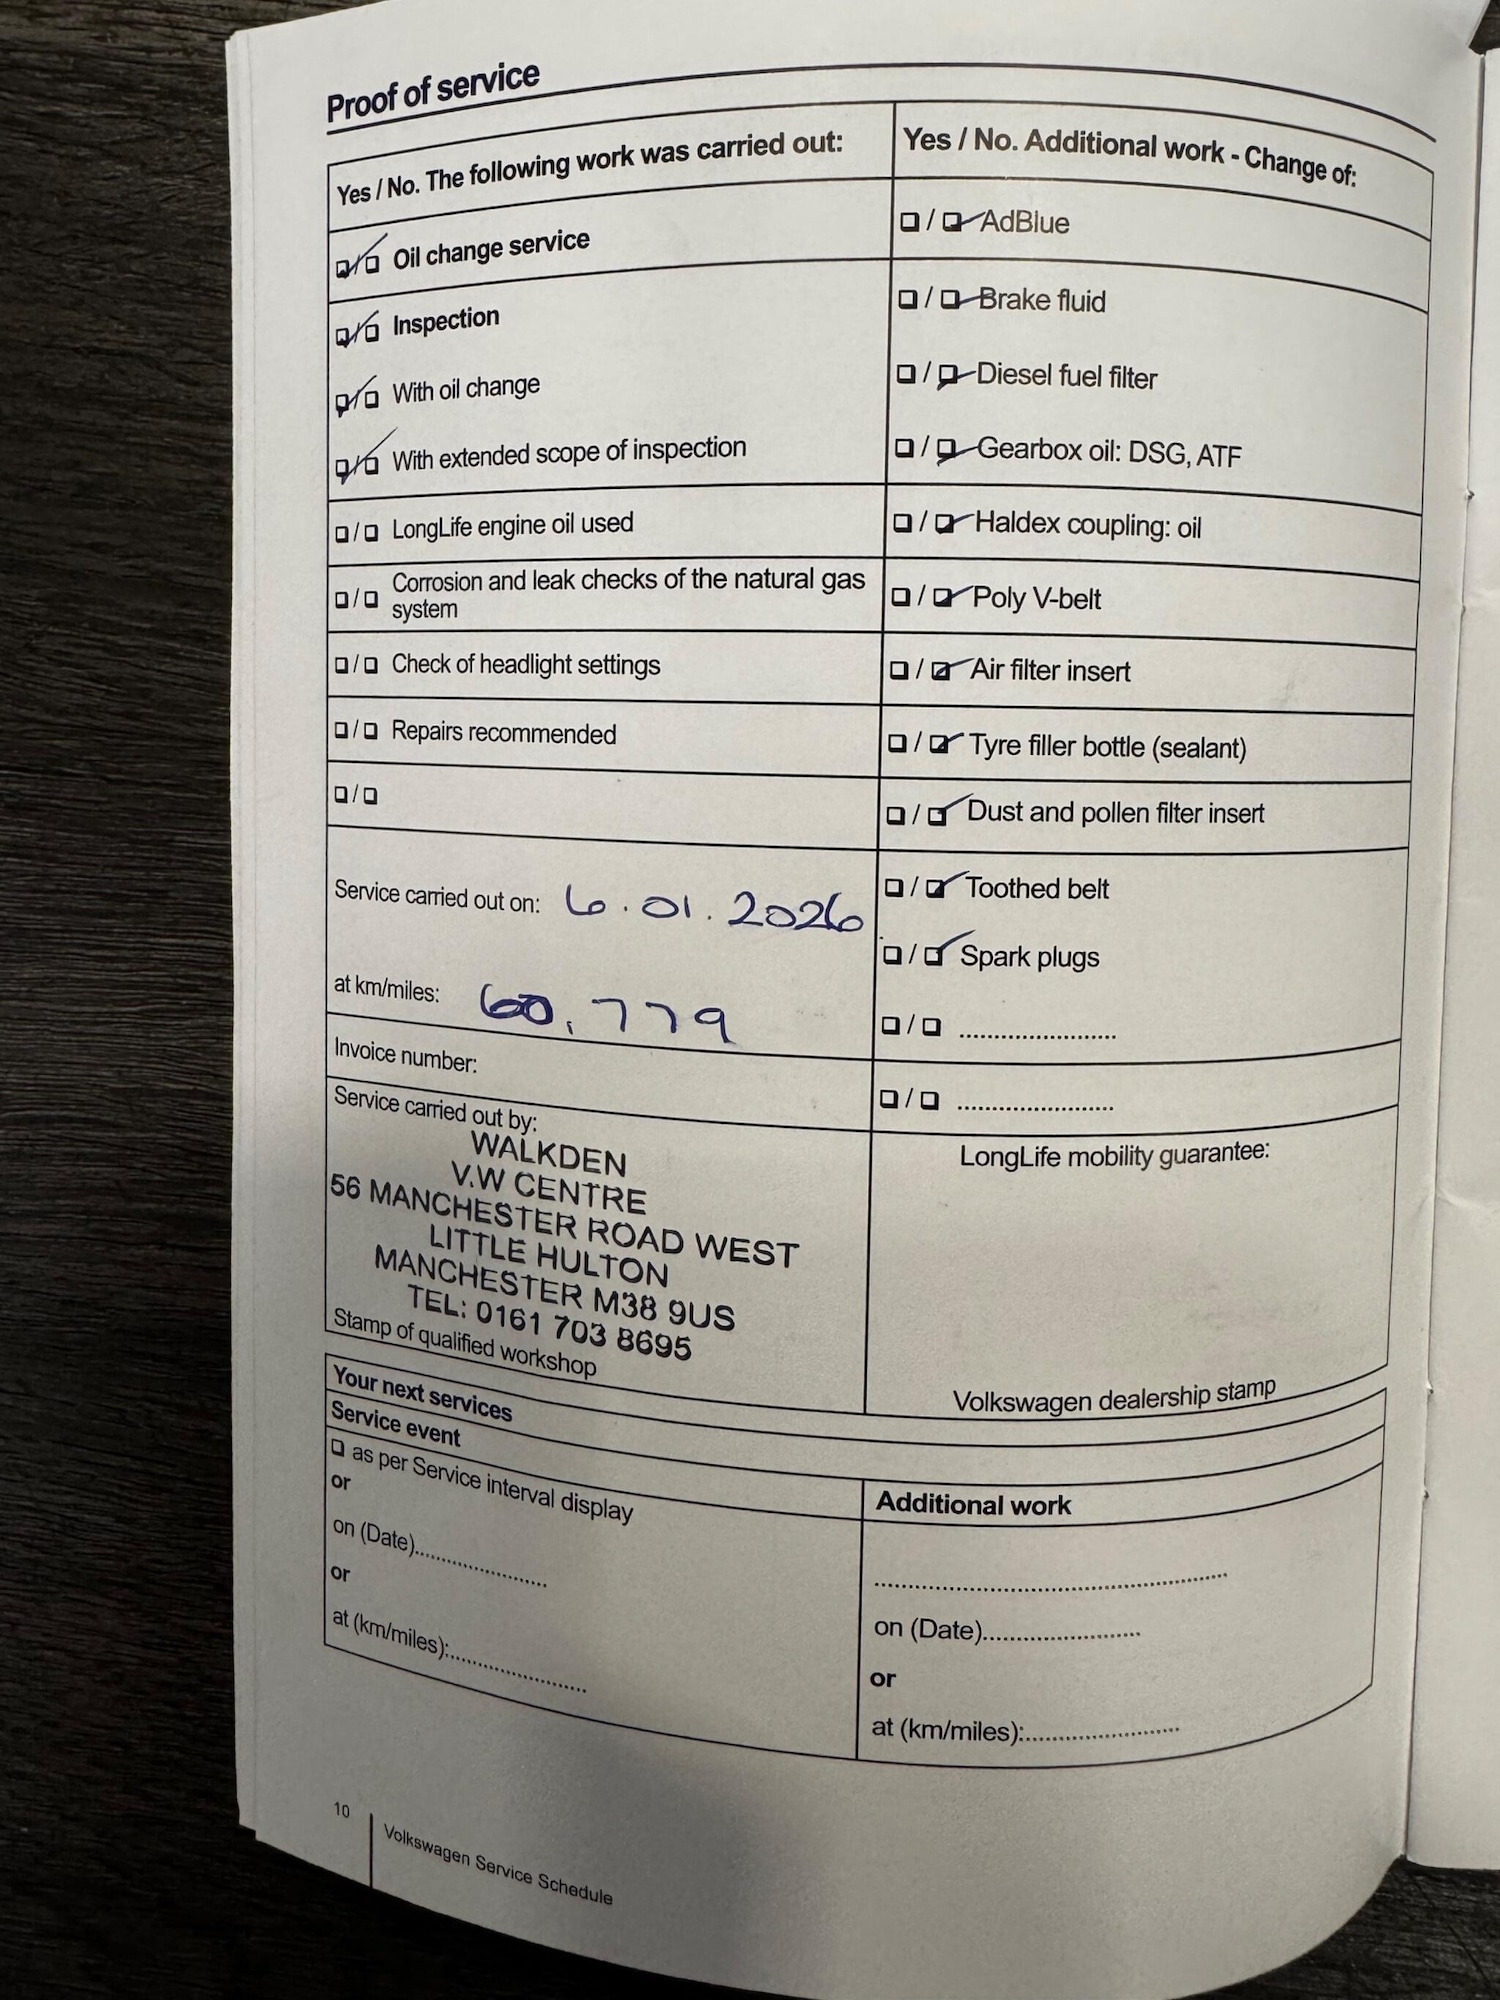 Proof of service
Yes / No. The following work was carried out:
Oil change service
Inspection
With oil change
With extended scope of inspection
LongLife engine oil used
Corrosion and leak checks of the natural gas
system
Check of headlight settings
Repairs recommended
Service carried out on: 6.01.2026
at km/miles: 60,779
Invoice number:
Service carried out by:
WALKDEN
V.W CENTRE
56 MANCHESTER ROAD WEST
LITTLE HULTON
MANCHESTER M38 9US
TEL: 0161 703 8695
Stamp of qualified workshop
Yes / No. Additional work - Change of:
AdBlue
Brake fluid
Diesel fuel filter
Gearbox oil: DSG, ATF
Haldex coupling: oil
Poly V-belt
Air filter insert
Tyre filler bottle (sealant)
Dust and pollen filter insert
Toothed belt
Spark plugs
LongLife mobility guarantee:
Volkswagen dealership stamp
Your next services
Service event
as per Service interval display
or
on (Date)
or
at (km/miles):
Additional work
on (Date)
or
at (km/miles):
10
Volkswagen Service Schedule